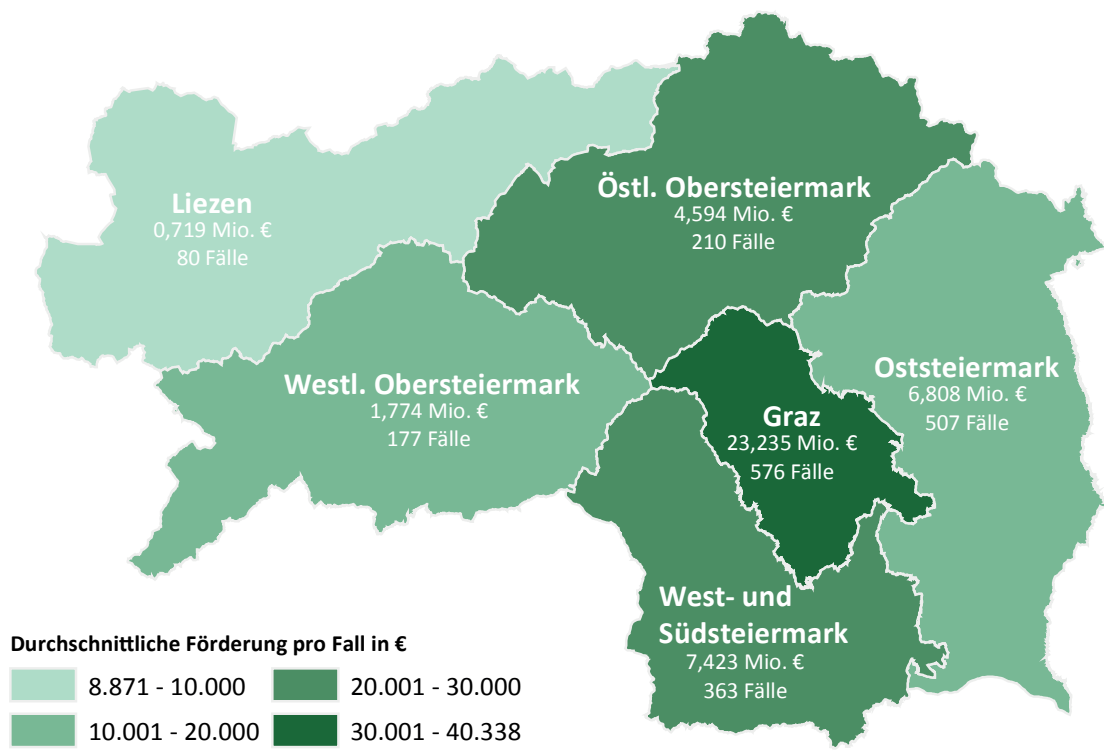 Östl. Obersteiermark
4,594 Mio. €
210 Fälle
Liezen
0,719 Mio. €
80 Fälle
Westl. Obersteiermark
1,774 Mio. €
177 Fälle
Oststeiermark
6,808 Mio. €
507 Fälle
Graz
23,235 Mio. €
576 Fälle
West- und
Südsteiermark
7,423 Mio. €
363 Fälle
Durchschnittliche Förderung pro Fall in €
8.871 - 10.000
10.001 - 20.000
20.001 - 30.000
30.001 - 40.338